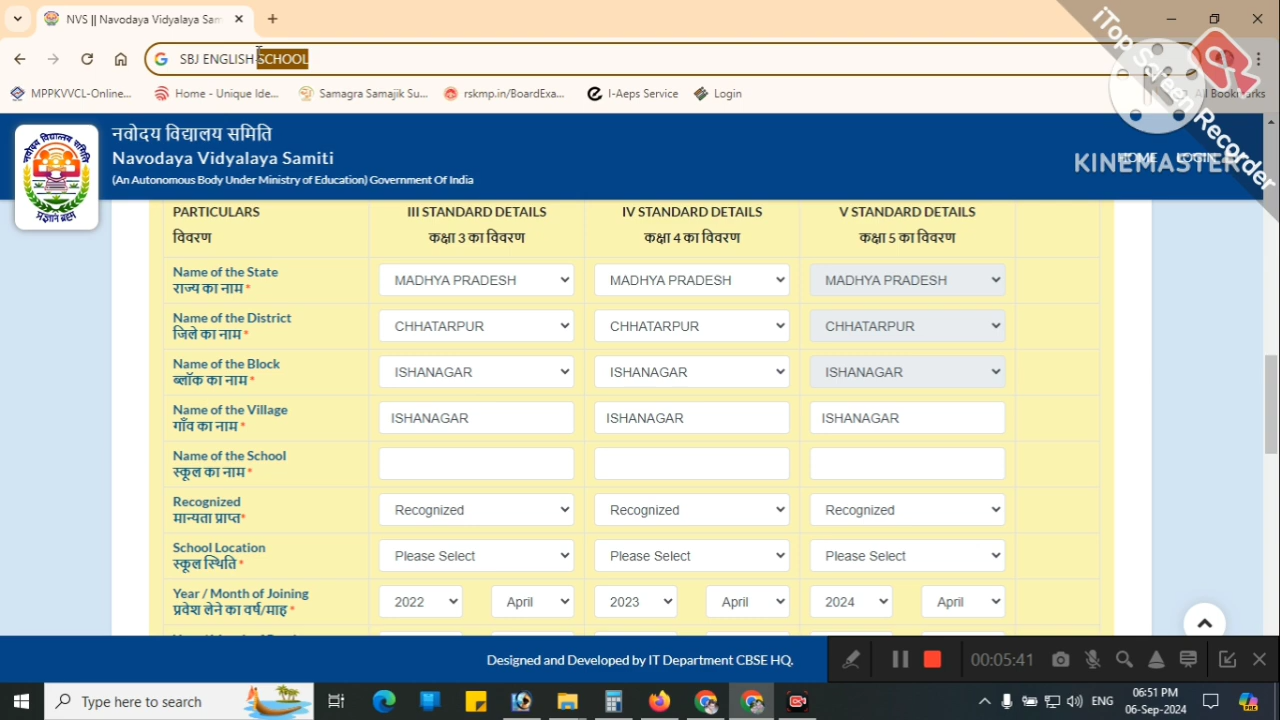 NVS || Navodaya Vidyalaya Sam
SBJ ENGLISH SCHOOL
MPPKVVCL-Online...
Home - Unique Ide...
Samagra Samajik Su...
rskmp.in/BoardExa...
I-Aeps Service
Login
All Bookmarks
iTop Screen Recorder
नवोदय विद्यालय समिति
Navodaya Vidyalaya Samiti
(An Autonomous Body Under Ministry of Education) Government Of India
HOME LOGIN
KINEMASTER
PARTICULARS III STANDARD DETAILS IV STANDARD DETAILS V STANDARD DETAILS
विवरण कक्षा 3 का विवरण कक्षा 4 का विवरण कक्षा 5 का विवरण
Name of the State
राज्य का नाम * MADHYA PRADESH MADHYA PRADESH MADHYA PRADESH
Name of the District
जिले का नाम * CHHATARPUR CHHATARPUR CHHATARPUR
Name of the Block
ब्लॉक का नाम * ISHANAGAR ISHANAGAR ISHANAGAR
Name of the Village
गाँव का नाम * ISHANAGAR ISHANAGAR ISHANAGAR
Name of the School
स्कूल का नाम *
Recognized
मान्यता प्राप्त* Recognized Recognized Recognized
School Location
स्कूल स्थिति * Please Select Please Select Please Select
Year / Month of Joining
प्रवेश लेने का वर्ष/माह * 2022 April 2023 April 2024 April
Designed and Developed by IT Department CBSE HQ.
00:05:41
Type here to search
ENG
06:51 PM
06-Sep-2024